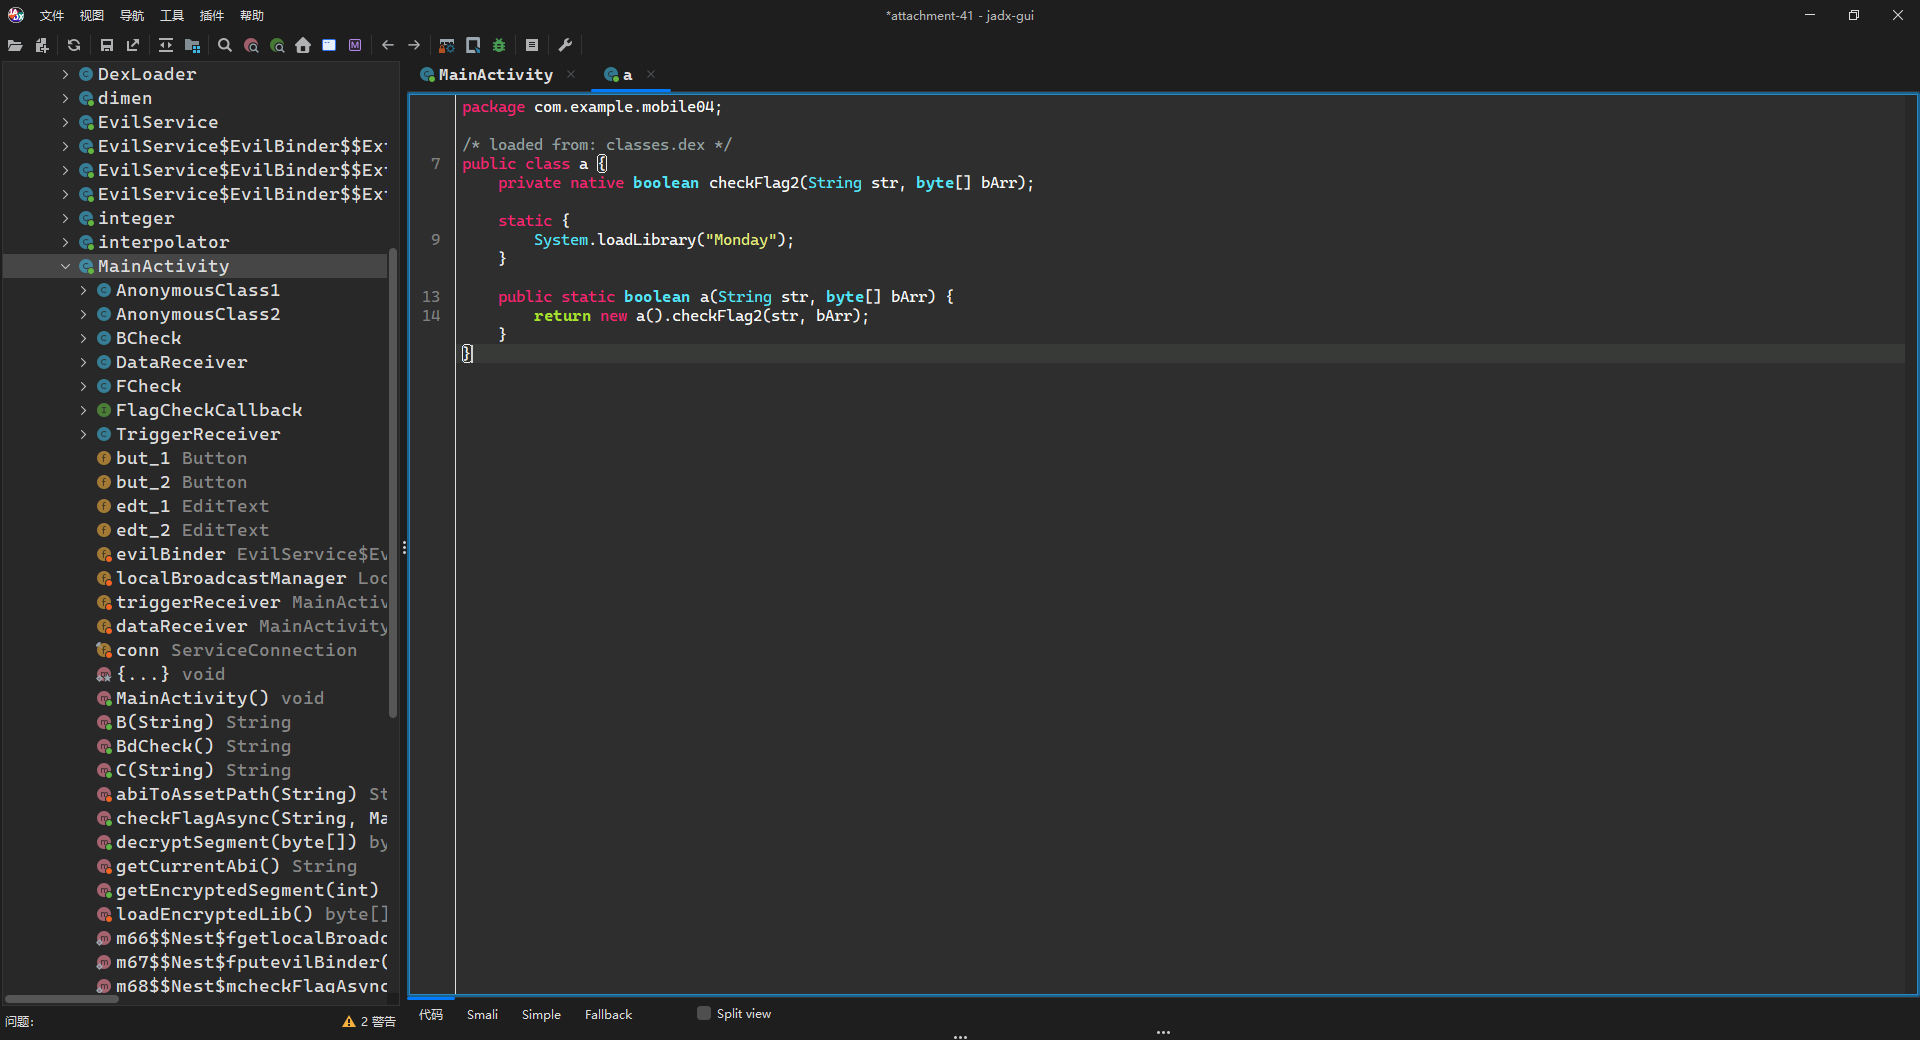 文件 视图 导航 工具 插件 帮助
*attachment-41 - jadx-gui
DexLoader
dimen
EvilService
EvilService$EvilBinder$$Ex
EvilService$EvilBinder$$Ex
EvilService$EvilBinder$$Ex
integer
interpolator
MainActivity
AnonymousClass1
AnonymousClass2
BCheck
DataReceiver
FCheck
FlagCheckCallback
TriggerReceiver
but_1 Button
but_2 Button
edt_1 EditText
edt_2 EditText
evilBinder EvilService$Ev
localBroadcastManager Loc
triggerReceiver MainActiv
dataReceiver MainActivity
conn ServiceConnection
{...} void
MainActivity() void
B(String) String
BdCheck() String
C(String) String
abiToAssetPath(String) St
checkFlagAsync(String, Ma
decryptSegment(byte[]) by
getCurrentAbi() String
getEncryptedSegment(int)
loadEncryptedLib() byte[]
m66$$Nest$fgetlocalBroadc
m67$$Nest$fputevilBinder(
m68$$Nest$mcheckFlagAsync
问题:
2 警告
MainActivity
a
package com.example.mobile04;
/* loaded from: classes.dex */
7 public class a {
private native boolean checkFlag2(String str, byte[] bArr);
static {
9 System.loadLibrary("Monday");
}
13 public static boolean a(String str, byte[] bArr) {
14 return new a().checkFlag2(str, bArr);
}
}
代码 Smali Simple Fallback Split view